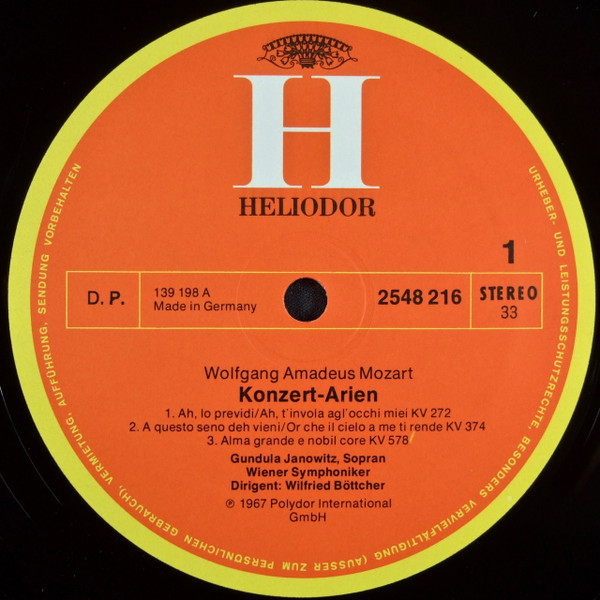 H
HELIODOR
1
D. P.
139 198 A
Made in Germany
2548 216
STEREO
33
Wolfgang Amadeus Mozart
Konzert-Arien
1. Ah, lo previdi/Ah, t'invola agl'occhi miei KV 272
2. A questo seno deh vieni/Or che il cielo a me ti rende KV 374
3. Alma grande e nobil core KV 578
Gundula Janowitz, Sopran
Wiener Symphoniker
Dirigent: Wilfried Böttcher
℗ 1967 Polydor International
GmbH
URHEBER- UND LEISTUNGSSCHUTZRECHTE, BESONDERS VERVIELFÄLTIGUNG (AUSSER ZUM PERSÖNLICHEN GEBRAUCH), VERMIETUNG, AUFFÜHRUNG, SENDUNG VORBEHALTEN